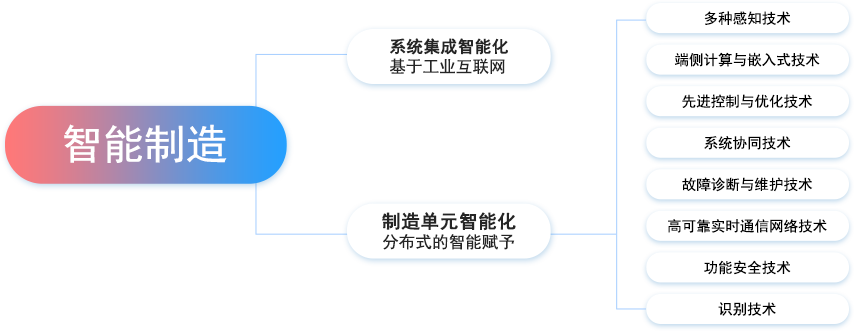 智能制造
系统集成智能化
基于工业互联网
制造单元智能化
分布式的智能赋予
多种感知技术
端侧计算与嵌入式技术
先进控制与优化技术
系统协同技术
故障诊断与维护技术
高可靠实时通信网络技术
功能安全技术
识别技术